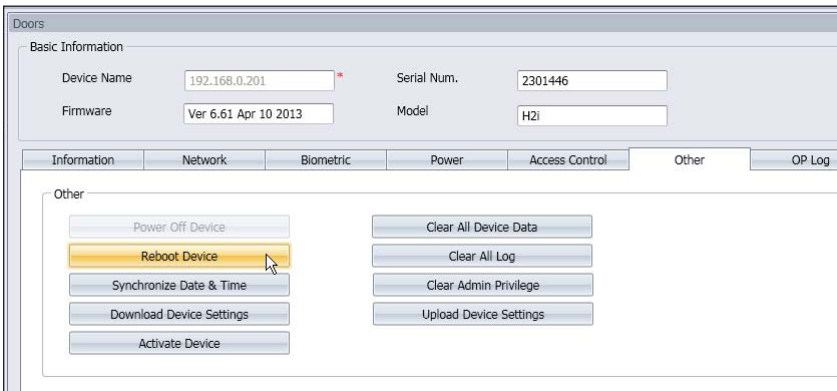 Doors
Basic Information
Device Name 192.168.0.201 * Serial Num. 2301446
Firmware Ver 6.61 Apr 10 2013 Model H2i
Information Network Biometric Power Access Control Other OP Log
Other
Power Off Device Clear All Device Data
Reboot Device Clear All Log
Synchronize Date & Time Clear Admin Privilege
Download Device Settings Upload Device Settings
Activate Device